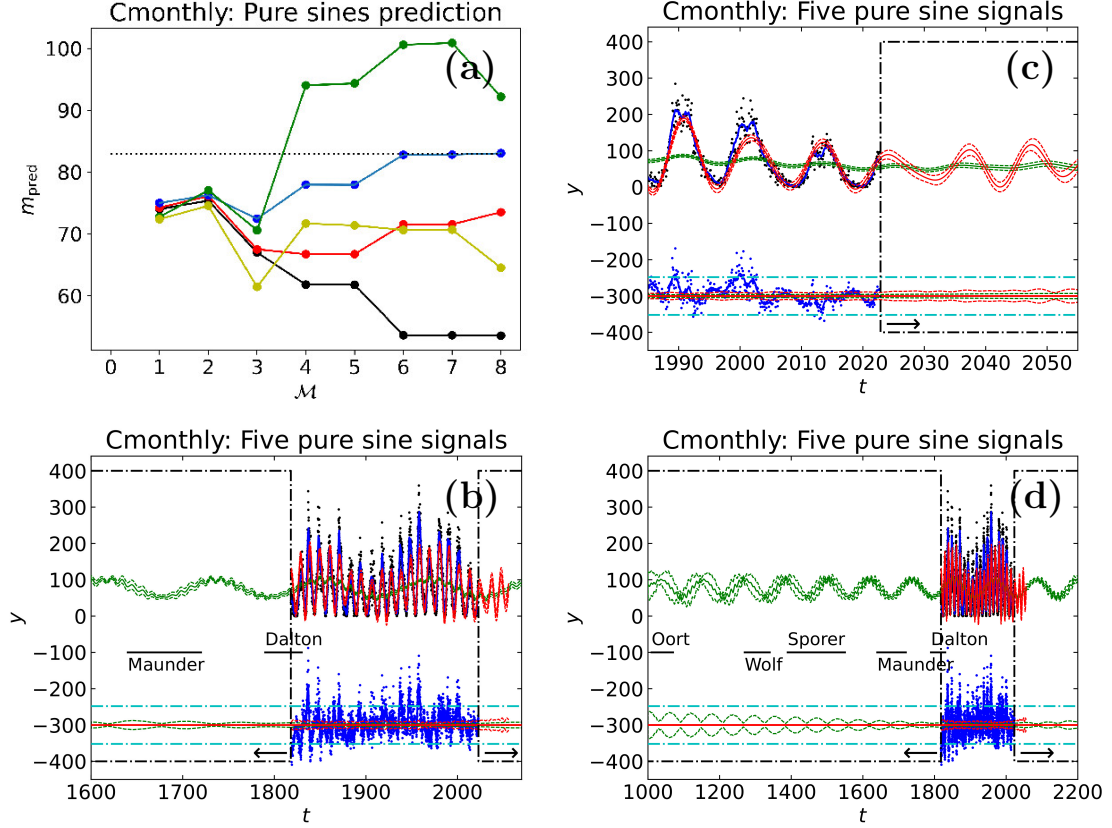 Cmonthly: Pure sines prediction
(a)
100
90
80
70
60
m_pred
0 1 2 3 4 5 6 7 8
ℳ
Cmonthly: Five pure sine signals
(c)
400
300
200
100
0
−100
−200
−300
−400
y
1990 2000 2010 2020 2030 2040 2050
t
Cmonthly: Five pure sine signals
(b)
400
300
200
100
0
−100
−200
−300
−400
y
Dalton
Maunder
1600 1700 1800 1900 2000
t
Cmonthly: Five pure sine signals
(d)
400
300
200
100
0
−100
−200
−300
−400
y
Oort Sporer Dalton
Wolf Maunder
1000 1200 1400 1600 1800 2000 2200
t